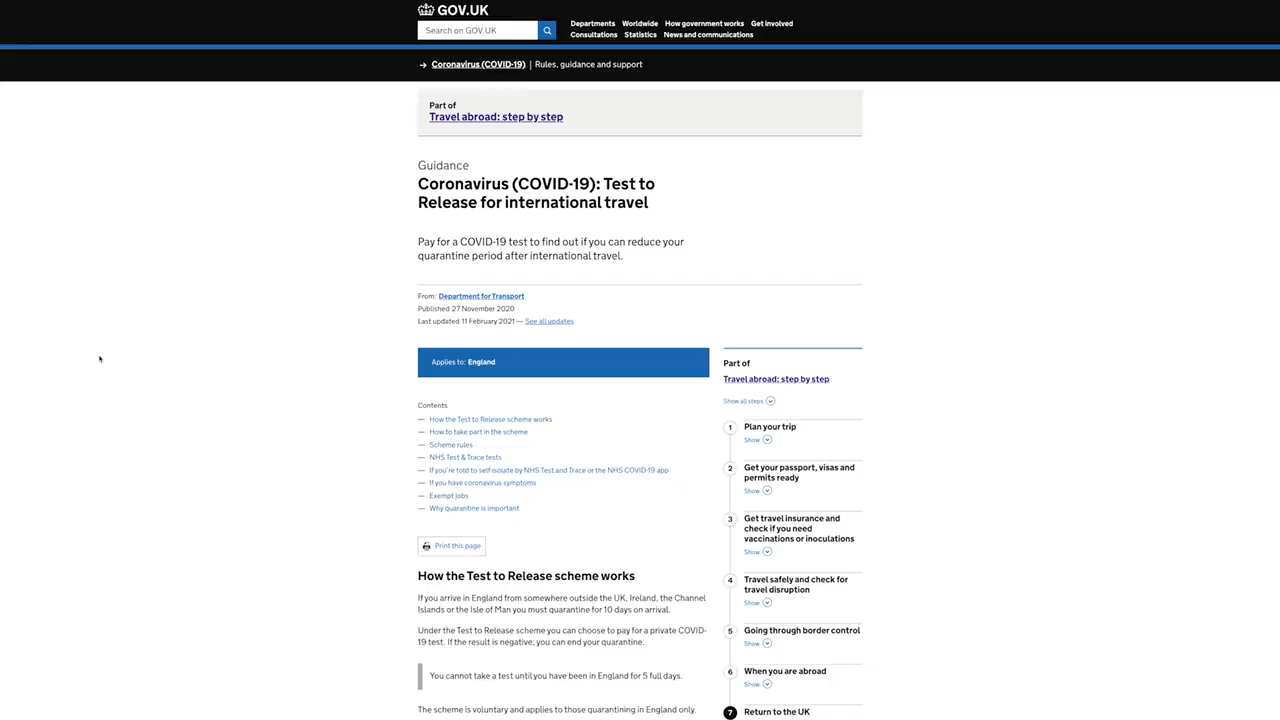 GOV.UK
Search on GOV.UK
Departments Worldwide How government works Get involved
Consultations Statistics News and communications
→ Coronavirus (COVID-19) | Rules, guidance and support
Part of
Travel abroad: step by step
Guidance
Coronavirus (COVID-19): Test to
Release for international travel
Pay for a COVID-19 test to find out if you can reduce your
quarantine period after international travel.
From: Department for Transport
Published 27 November 2020
Last updated 11 February 2021 — See all updates
Applies to: England
Contents
— How the Test to Release scheme works
— How to take part in the scheme
— Scheme rules
— NHS Test & Trace tests
— If you're told to self-isolate by NHS Test and Trace or the NHS COVID-19 app
— If you have coronavirus symptoms
— Exempt jobs
— Why quarantine is important
Print this page
How the Test to Release scheme works
If you arrive in England from somewhere outside the UK, Ireland, the Channel
Islands or the Isle of Man you must quarantine for 10 days on arrival.
Under the Test to Release scheme you can choose to pay for a private COVID-
19 test. If the result is negative, you can end your quarantine.
You cannot take a test until you have been in England for 5 full days.
The scheme is voluntary and applies to those quarantining in England only.
Part of
Travel abroad: step by step
Show all steps
1 Plan your trip
Show
2 Get your passport, visas and
permits ready
Show
3 Get travel insurance and
check if you need
vaccinations or inoculations
Show
4 Travel safely and check for
travel disruption
Show
5 Going through border control
Show
6 When you are abroad
Show
7 Return to the UK